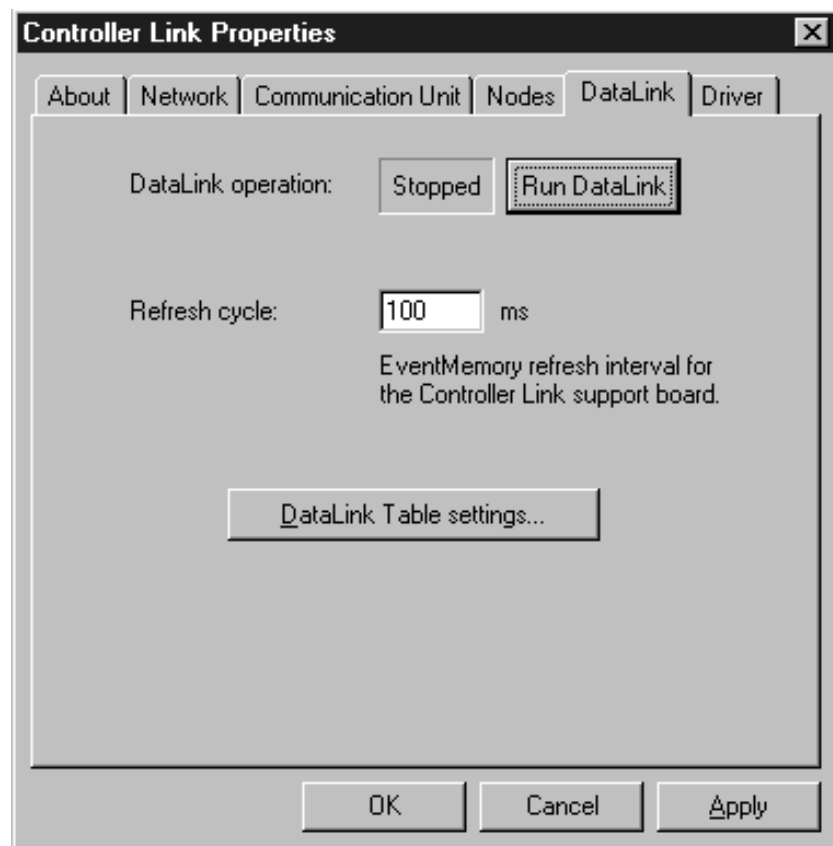 Controller Link Properties
About Network Communication Unit Nodes DataLink Driver
DataLink operation: Stopped Run DataLink
Refresh cycle: 100 ms
EventMemory refresh interval for
the Controller Link support board.
DataLink Table settings...
OK Cancel Apply